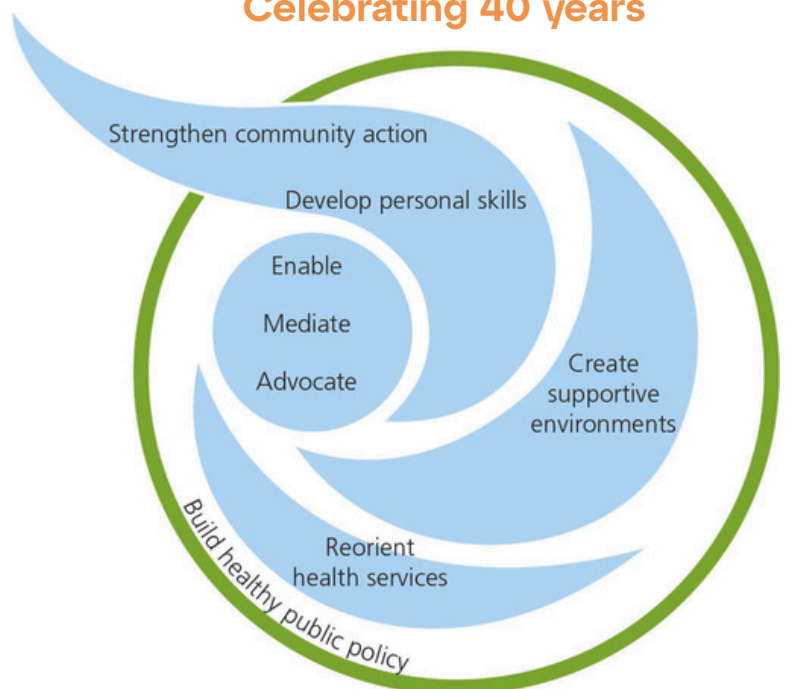 Celebrating 40 years
Strengthen community action
Develop personal skills
Enable
Mediate
Advocate
Create
supportive
environments
Reorient
health services
Build healthy public policy